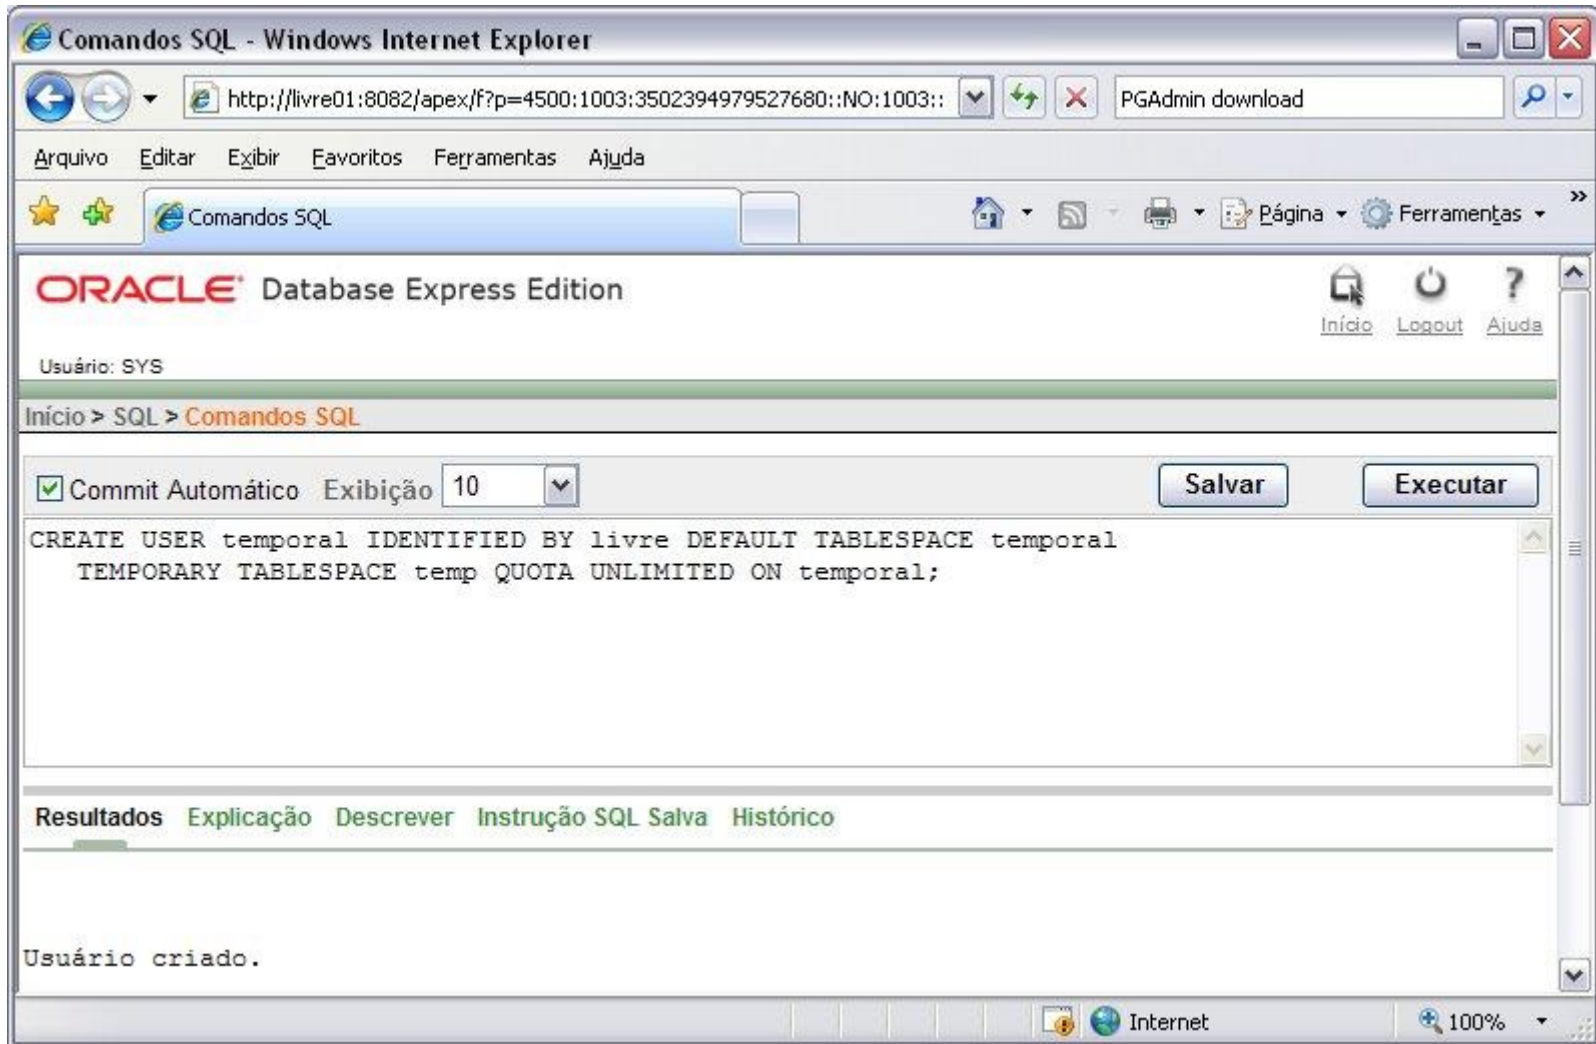 Comandos SQL - Windows Internet Explorer
http://livre01:8082/apex/f?p=4500:1003:3502394979527680::NO:1003::
PGAdmin download
Arquivo Editar Exibir Favoritos Ferramentas Ajuda
Comandos SQL
Página Ferramentas »
ORACLE Database Express Edition
Início Logout Ajuda
Usuário: SYS
Início > SQL > Comandos SQL
Commit Automático Exibição 10 Salvar Executar
CREATE USER temporal IDENTIFIED BY livre DEFAULT TABLESPACE temporal
TEMPORARY TABLESPACE temp QUOTA UNLIMITED ON temporal;
Resultados Explicação Descrever Instrução SQL Salva Histórico
Usuário criado.
Internet 100%